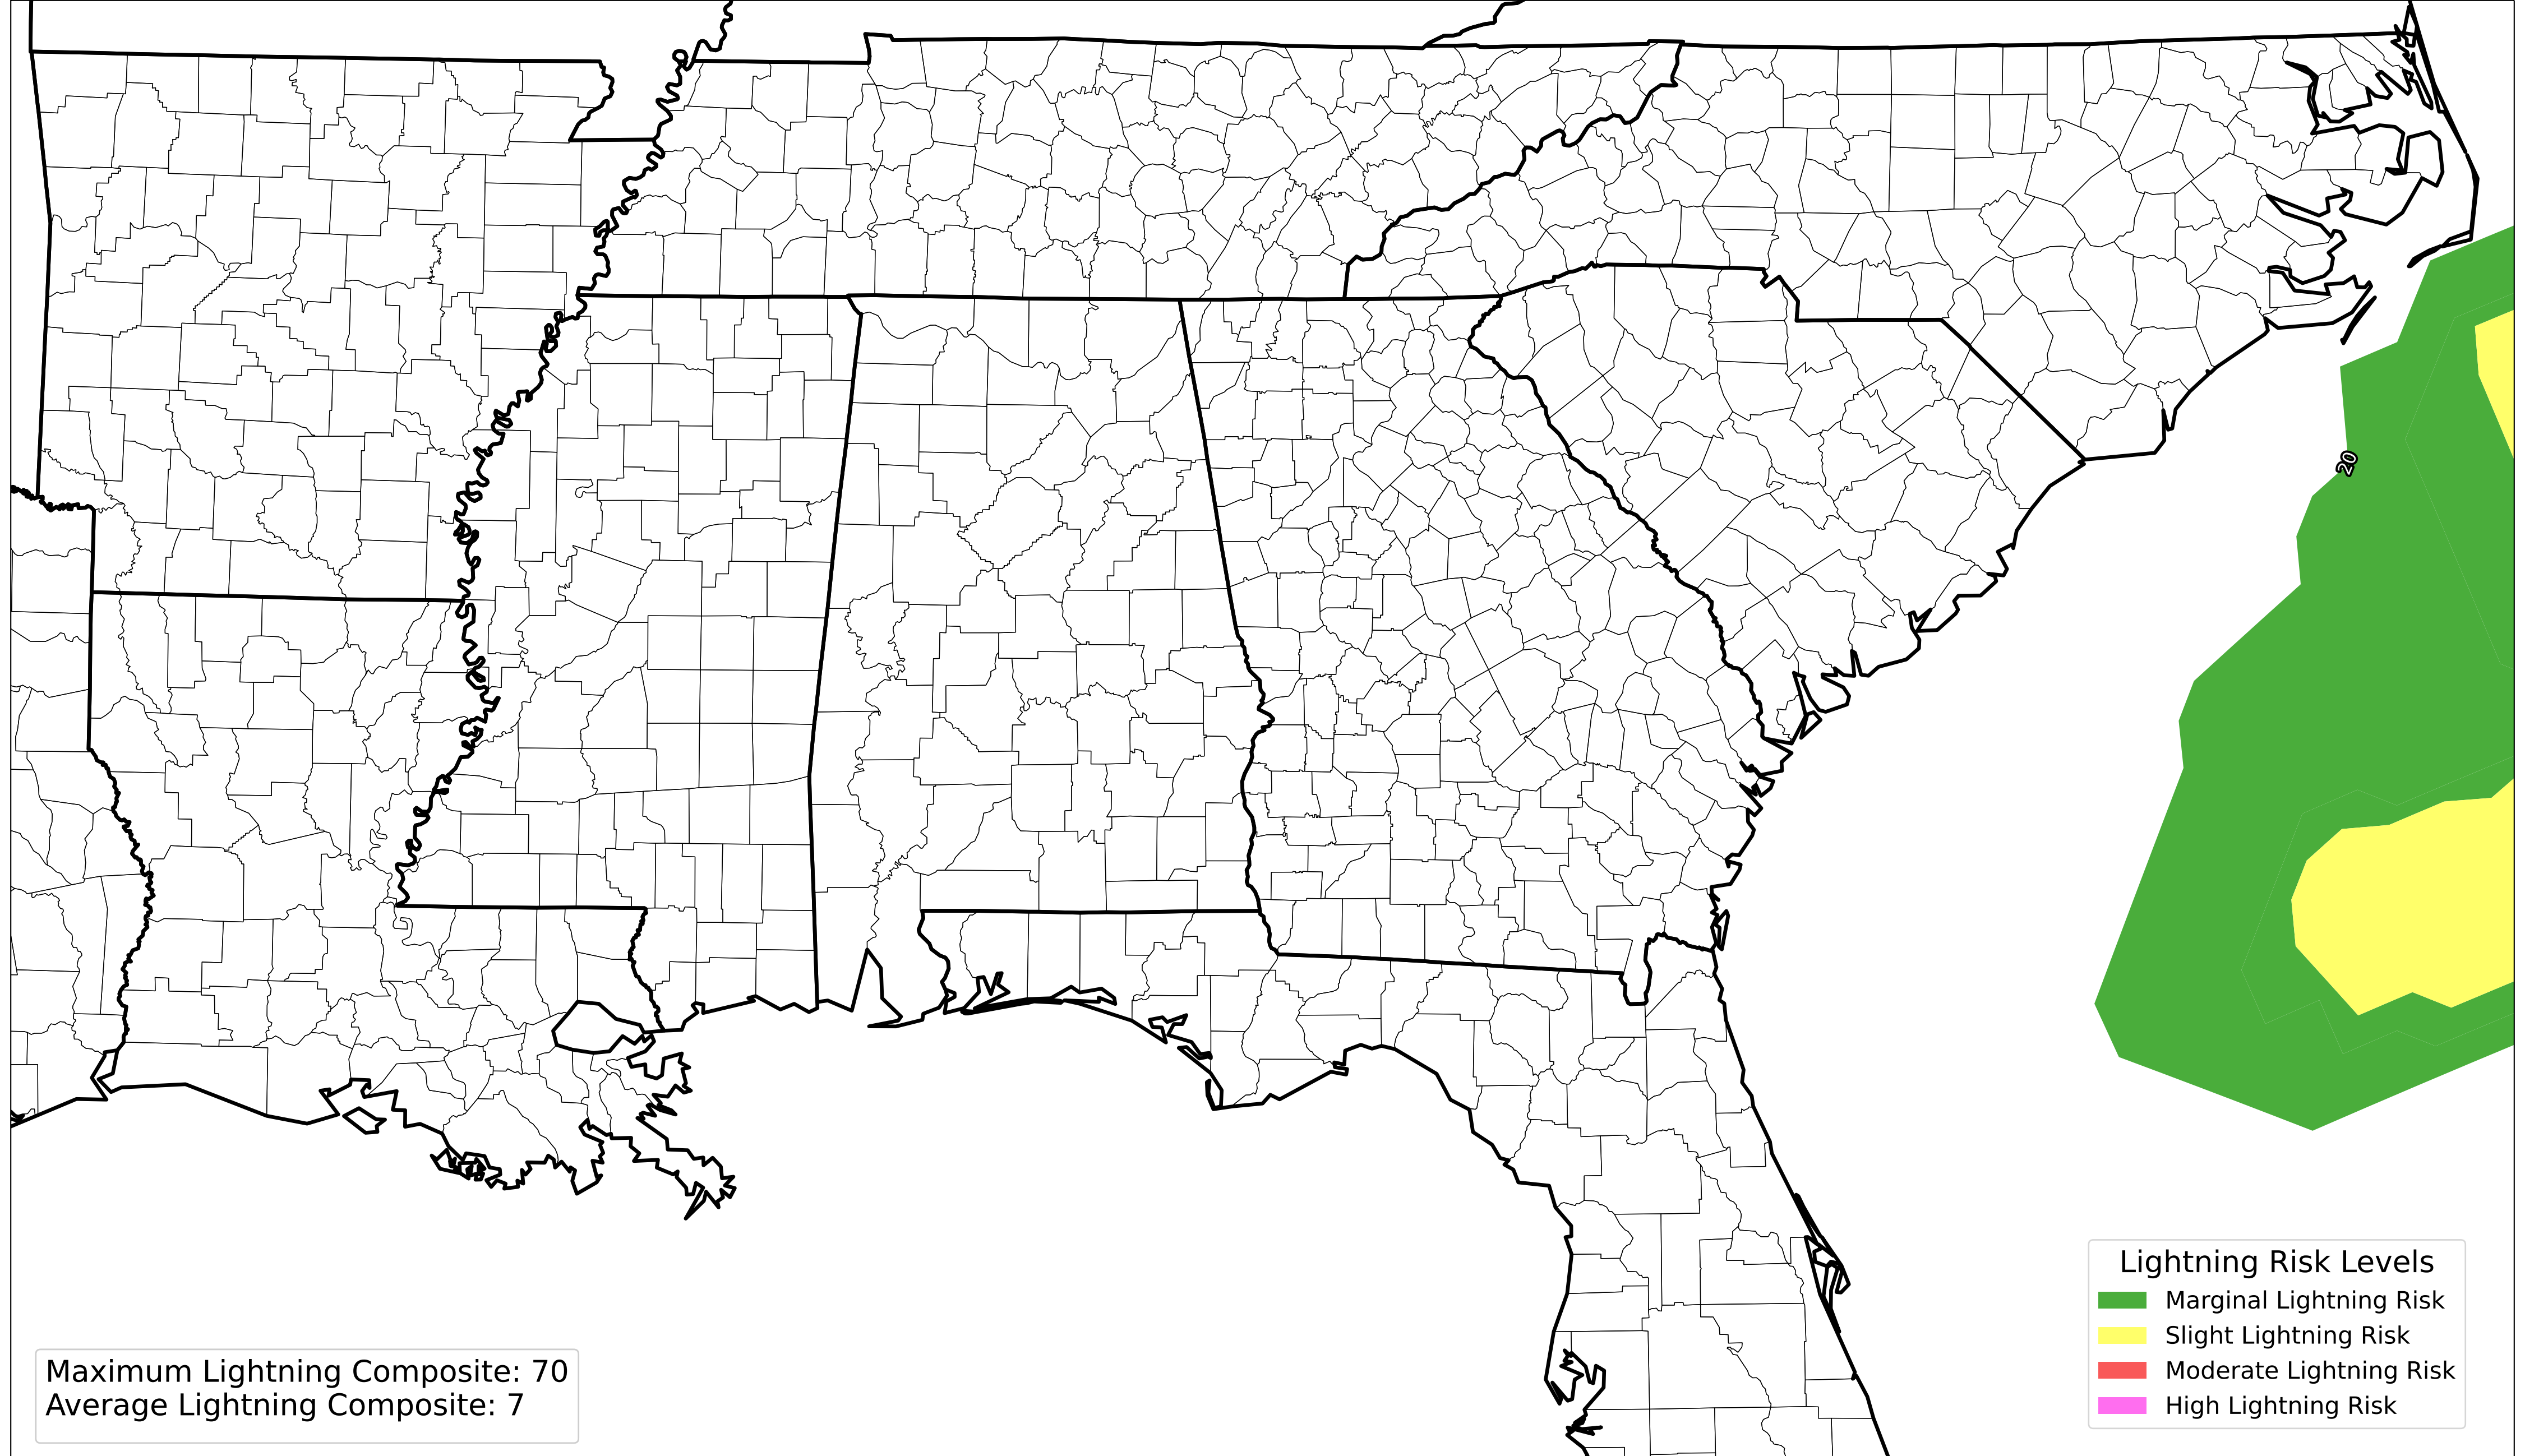 20
Lightning Risk Levels
Marginal Lightning Risk
Slight Lightning Risk
Moderate Lightning Risk
High Lightning Risk
Maximum Lightning Composite: 70
Average Lightning Composite: 7